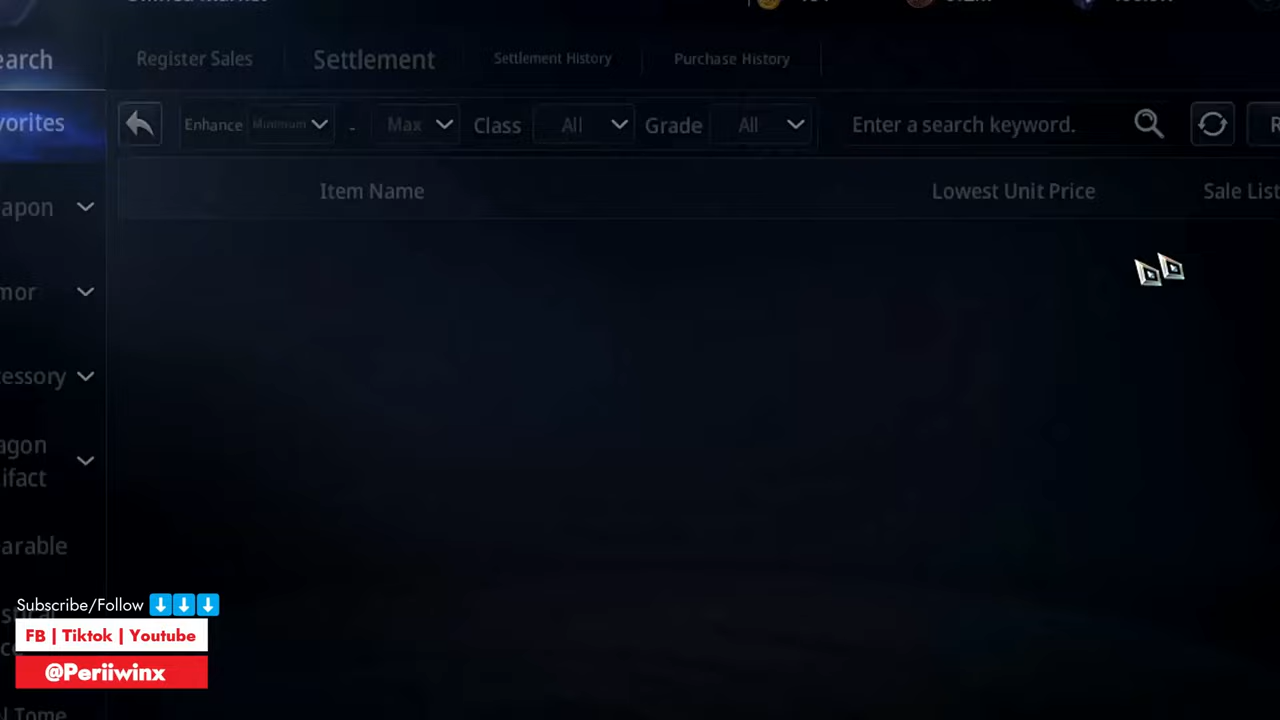 earch
Register Sales
Settlement
Settlement History
Purchase History
vorites
Enhance
Minimum
-
Max
Class
All
Grade
All
Enter a search keyword.
Item Name
Lowest Unit Price
Sale List
apon
mor
essory
agon
ifact
arable
Subscribe/Follow
FB | Tiktok | Youtube
@Periiwinx